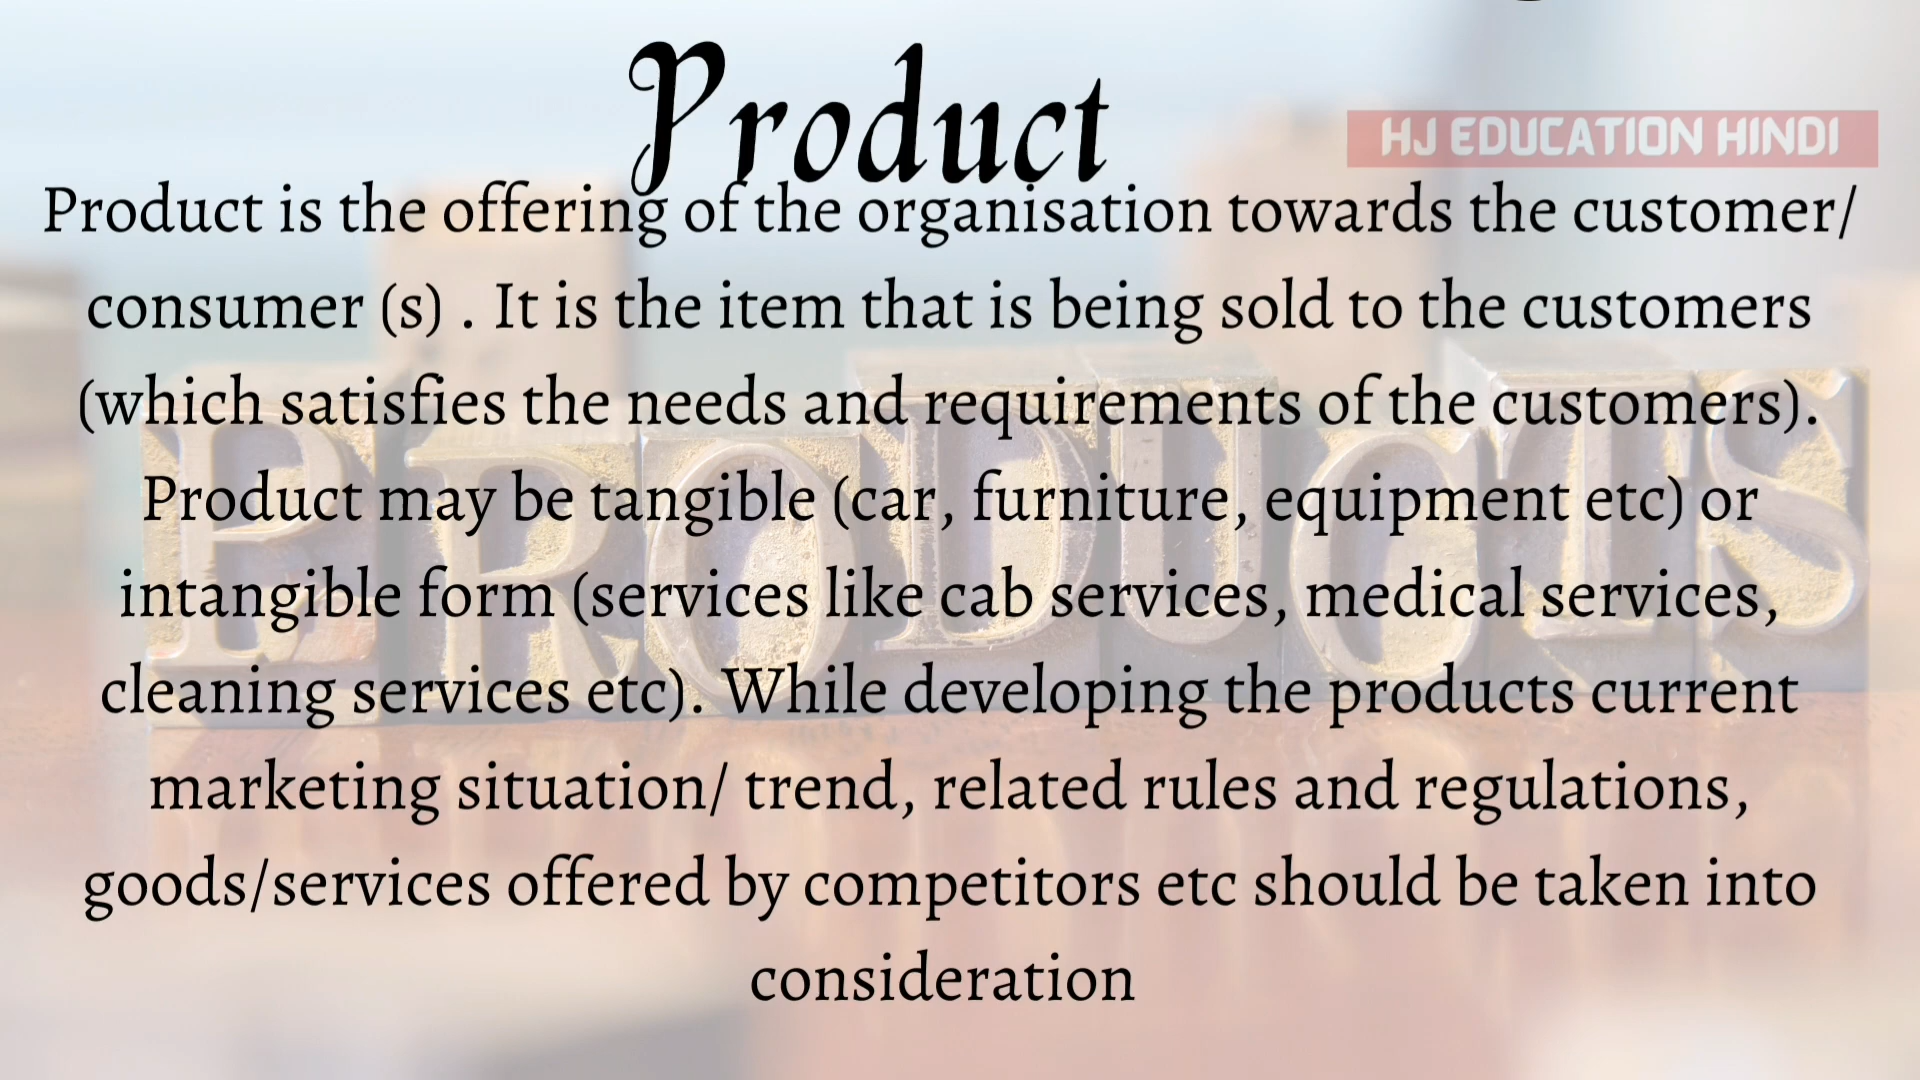 Product
HJ EDUCATION HINDI
Product is the offering of the organisation towards the customer/
consumer (s) . It is the item that is being sold to the customers
(which satisfies the needs and requirements of the customers).
Product may be tangible (car, furniture, equipment etc) or
intangible form (services like cab services, medical services,
cleaning services etc). While developing the products current
marketing situation/ trend, related rules and regulations,
goods/services offered by competitors etc should be taken into
consideration
PRODUCTS